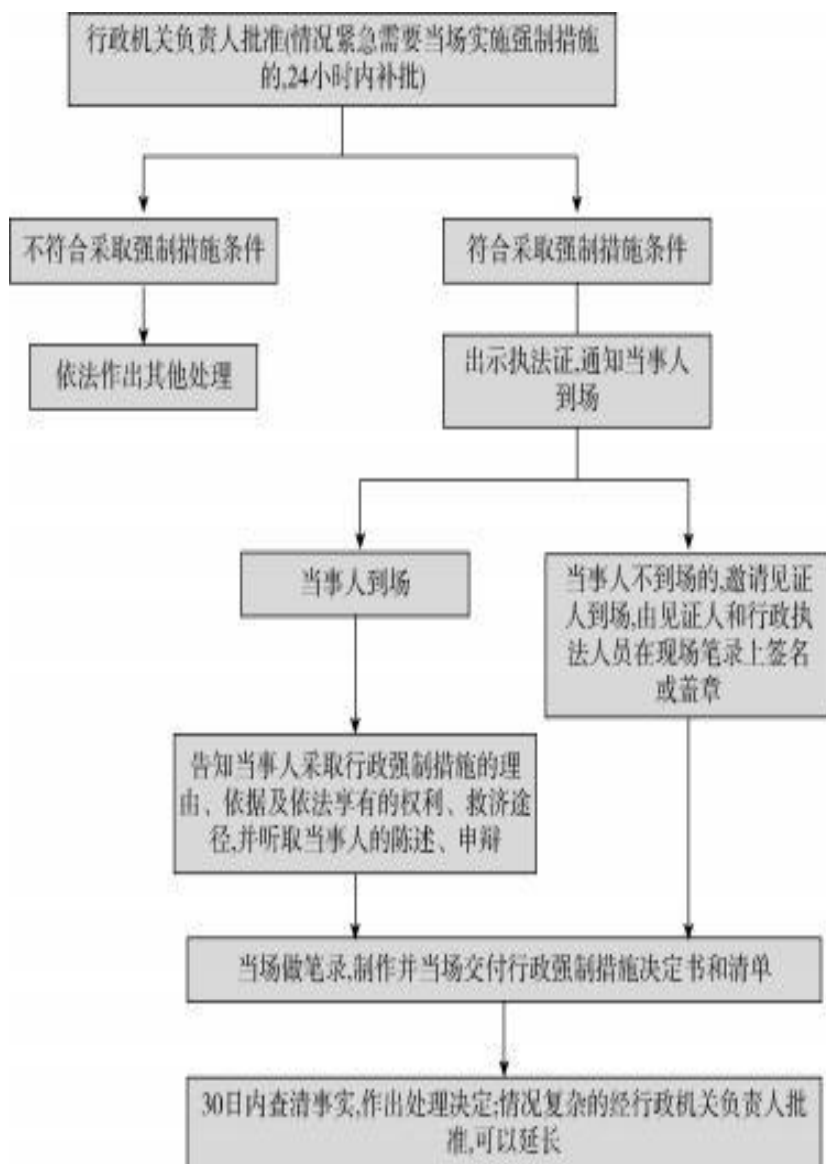 行政机关负责人批准(情况紧急需要当场实施强制措施
的,24小时内补批)
不符合采取强制措施条件
符合采取强制措施条件
依法作出其他处理
出示执法证,通知当事人
到场
当事人到场
当事人不到场的,邀请见证
人到场,由见证人和行政执
法人员在现场笔录上签名
或盖章
告知当事人采取行政强制措施的理
由、依据及依法享有的权利、救济途
径,并听取当事人的陈述、申辩
当场做笔录,制作并当场交付行政强制措施决定书和清单
30日内查清事实,作出处理决定;情况复杂的经行政机关负责人批
准,可以延长